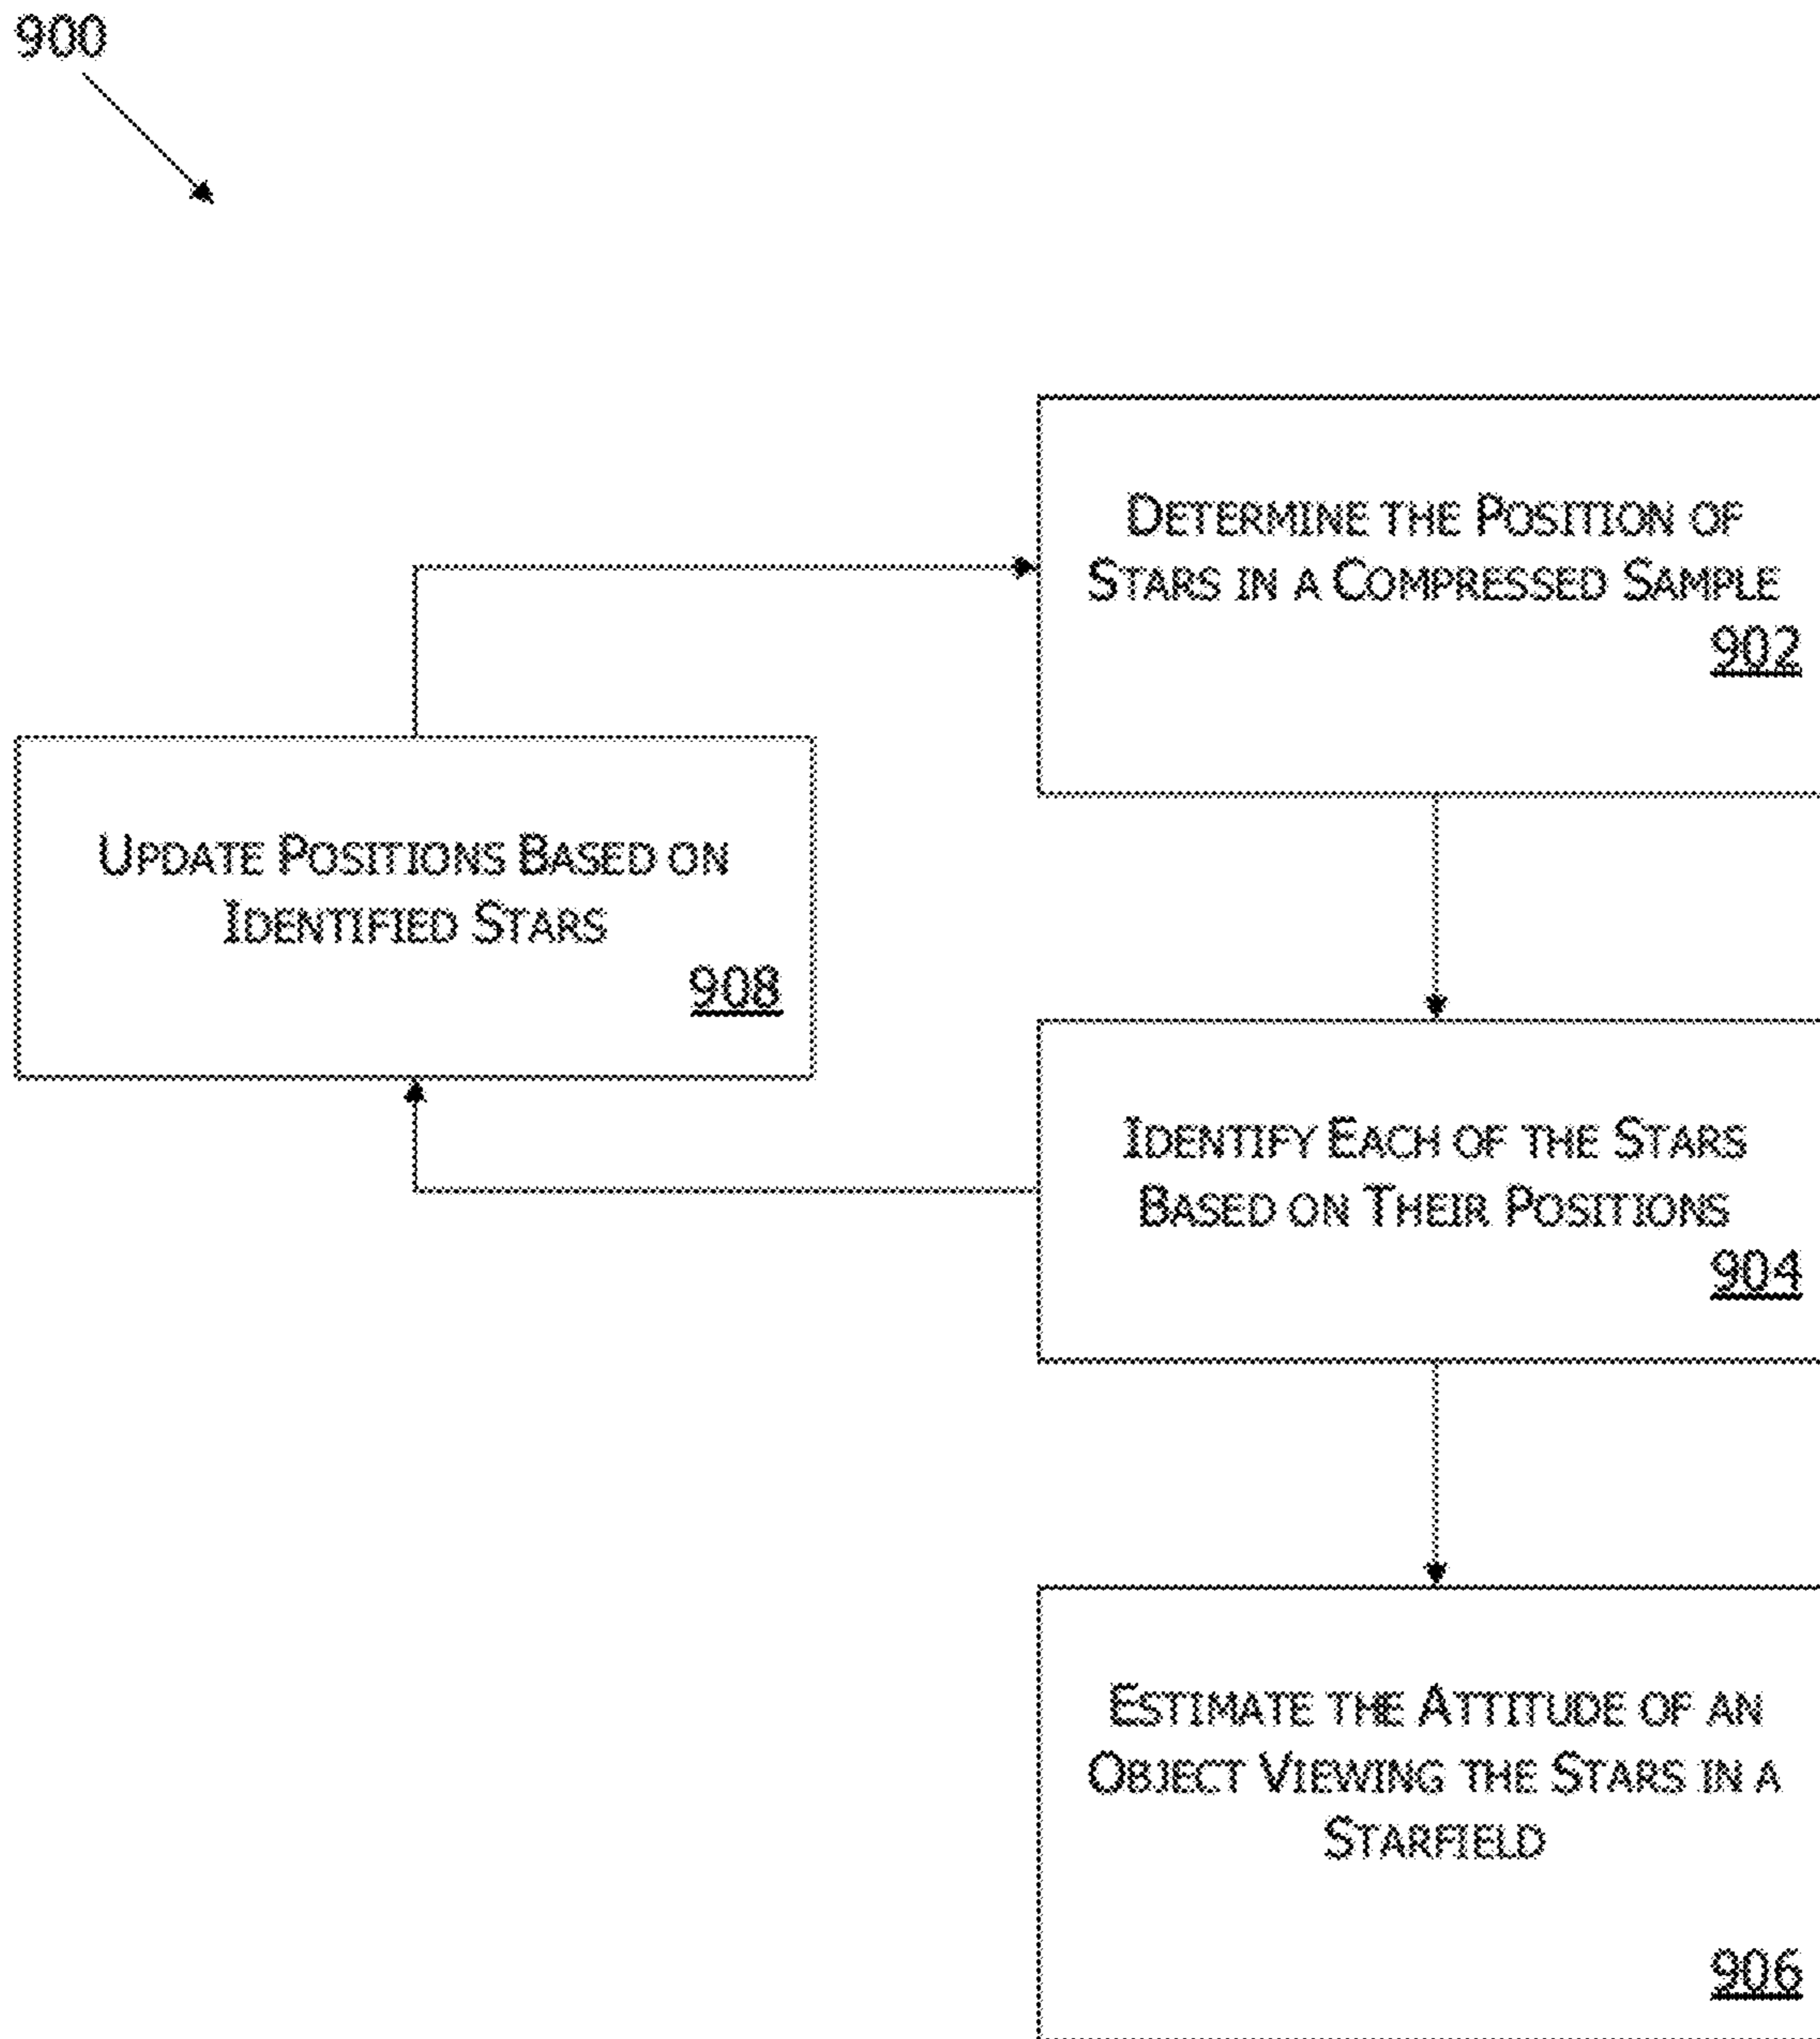 900
DETERMINE THE POSITION OF
STARS IN A COMPRESSED SAMPLE
902
UPDATE POSITIONS BASED ON
IDENTIFIED STARS
908
IDENTIFY EACH OF THE STARS
BASED ON THEIR POSITIONS
904
ESTIMATE THE ATTITUDE OF AN
OBJECT VIEWING THE STARS IN A
STARFIELD
906